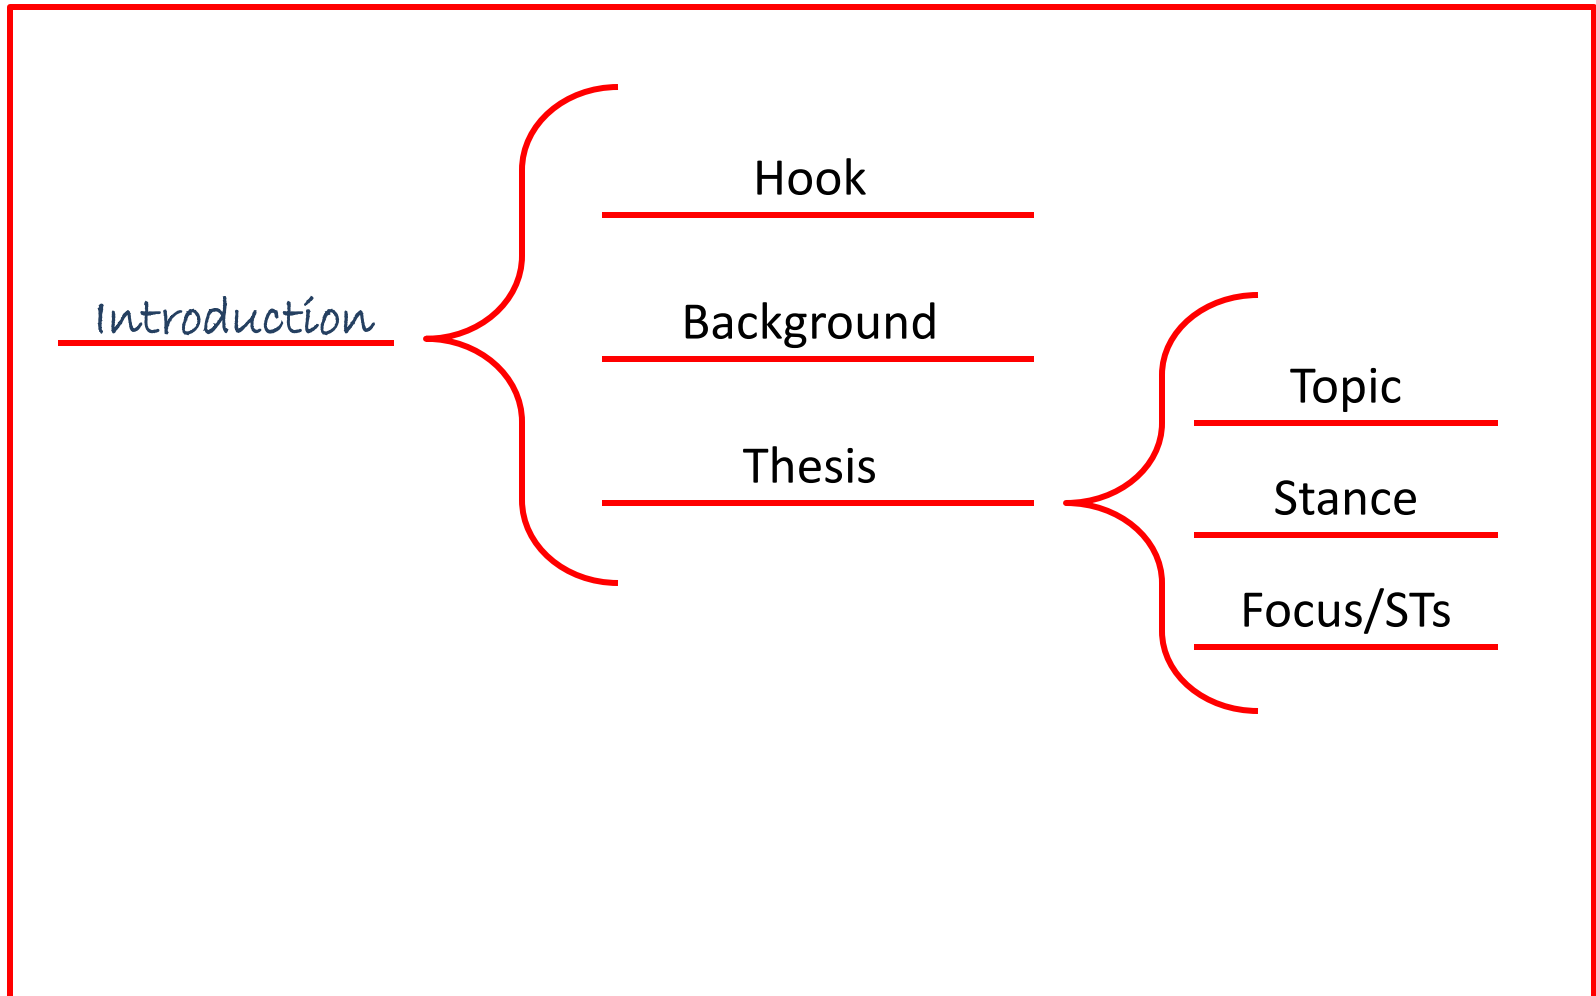 Introduction
Hook
Background
Thesis
Topic
Stance
Focus/STs